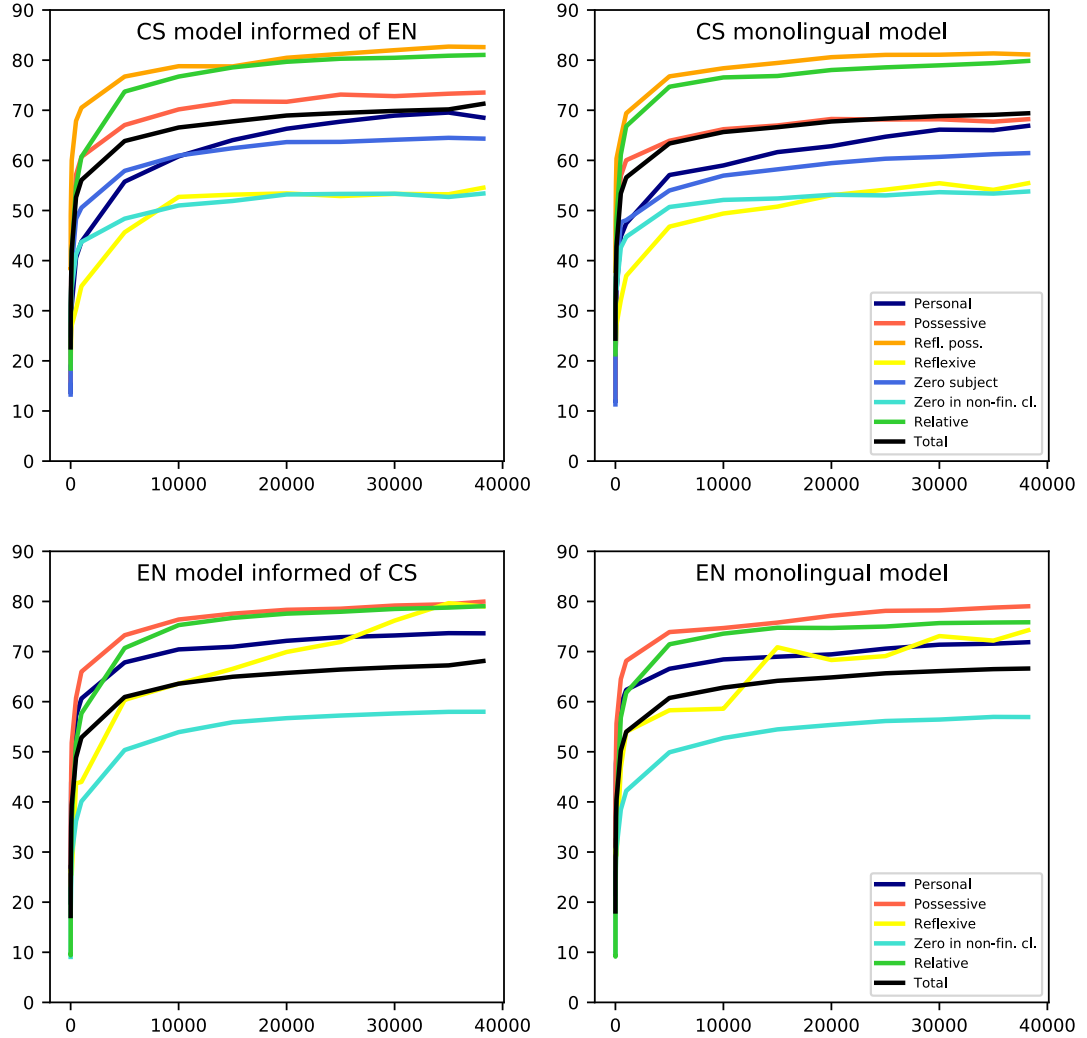 CS model informed of EN
90
80
70
60
50
40
30
20
10
0
0 10000 20000 30000 40000
CS monolingual model
90
80
70
60
50
40
30
20
10
0
Personal
Possessive
Refl. poss.
Reflexive
Zero subject
Zero in non-fin. cl.
Relative
Total
0 10000 20000 30000 40000
EN model informed of CS
90
80
70
60
50
40
30
20
10
0
0 10000 20000 30000 40000
EN monolingual model
90
80
70
60
50
40
30
20
10
0
Personal
Possessive
Reflexive
Zero in non-fin. cl.
Relative
Total
0 10000 20000 30000 40000